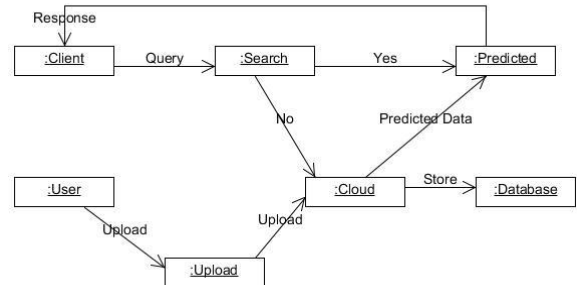 Response
:Client
Query
:Search
Yes
:Predicted
No
Predicted Data
:User
:Cloud
Store
:Database
Upload
Upload
:Upload